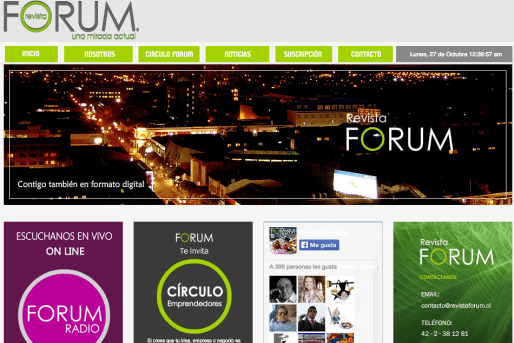 FORUM
revista
una mirada actual
INICIO
NOSOTROS
CIRCULO FORUM
NOTICIAS
SUSCRIPCIÓN
CONTACTO
Lunes, 27 de Octubre 12:39:57 am
Revista
FORUM
Contigo también en formato digital
ESCUCHANOS EN VIVO
ON LINE
FORUM
RADIO
FORUM
Te invita
CÍRCULO
Emprendedores
Si crees que tu idea, empresa o negocio es
FORUM
Revista Forum
Me gusta
A 396 personas les gusta
Revista
FORUM
CONTÁCTANOS
EMAIL:
contacto@revistaforum.cl
TELÉFONO:
42 - 2 - 38 12 81